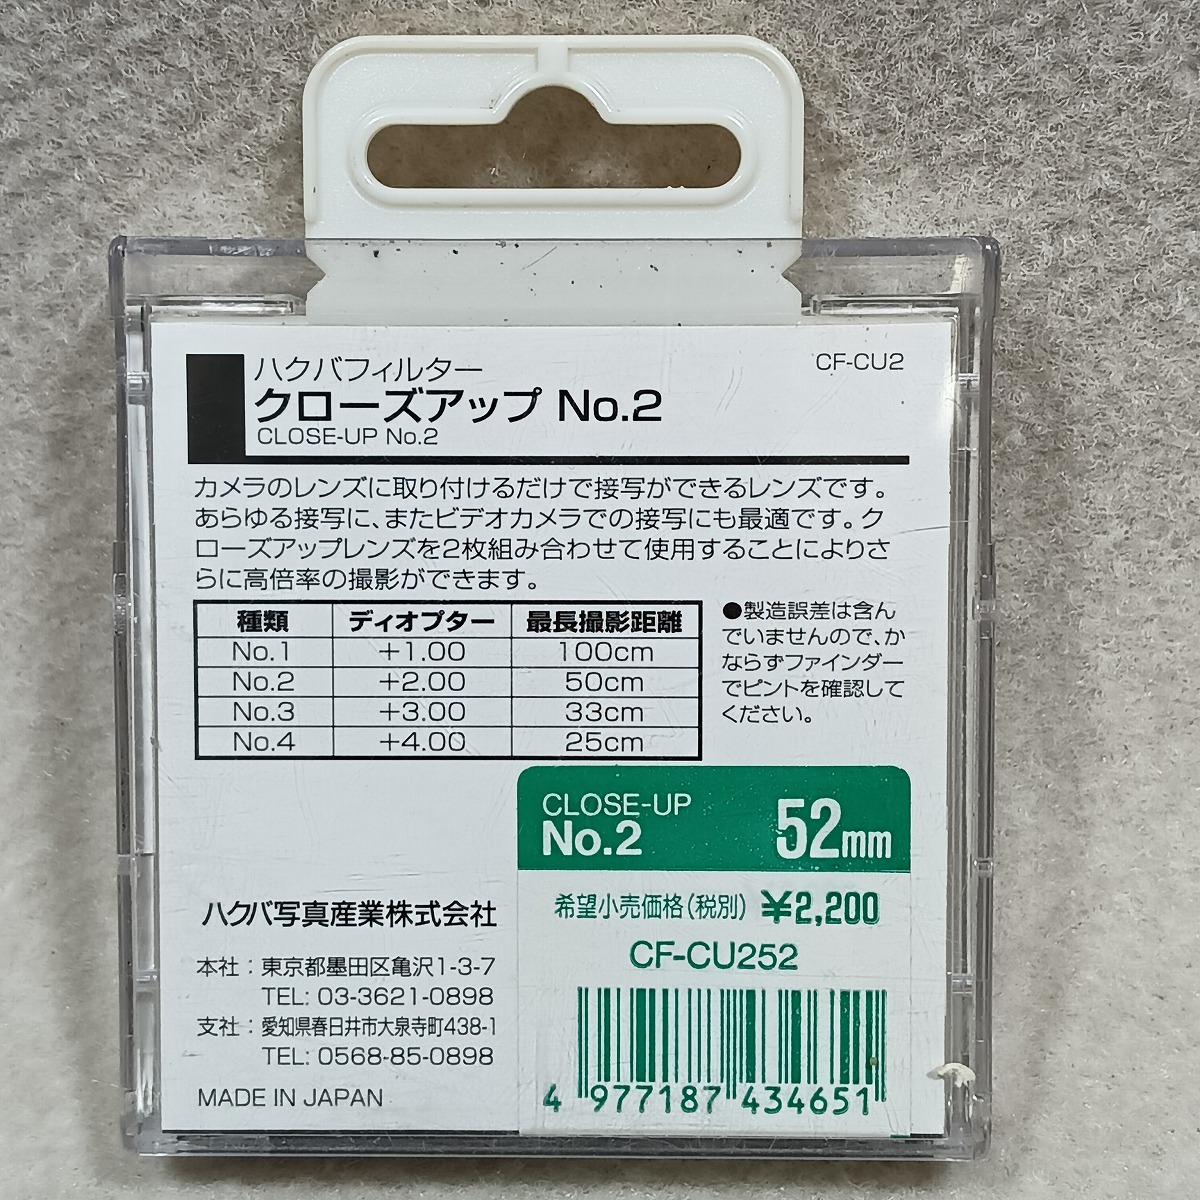 ハクバフィルター
クローズアップ No.2
CLOSE-UP No.2
CF-CU2
カメラのレンズに取り付けるだけで接写ができるレンズです。
あらゆる接写に、またビデオカメラでの接写にも最適です。ク
ローズアップレンズを2枚組み合わせて使用することによりさ
らに高倍率の撮影ができます。
種類 ディオプター 最長撮影距離
No.1 +1.00 100cm
No.2 +2.00 50cm
No.3 +3.00 33cm
No.4 +4.00 25cm
●製造誤差は含ん
でいませんので、か
ならずファインダー
でピントを確認して
ください。
CLOSE-UP
No.2
52mm
希望小売価格(税別) ¥2,200
CF-CU252
4 977187 434651
ハクバ写真産業株式会社
本社:東京都墨田区亀沢1-3-7
TEL: 03-3621-0898
支社:愛知県春日井市大泉寺町438-1
TEL: 0568-85-0898
MADE IN JAPAN